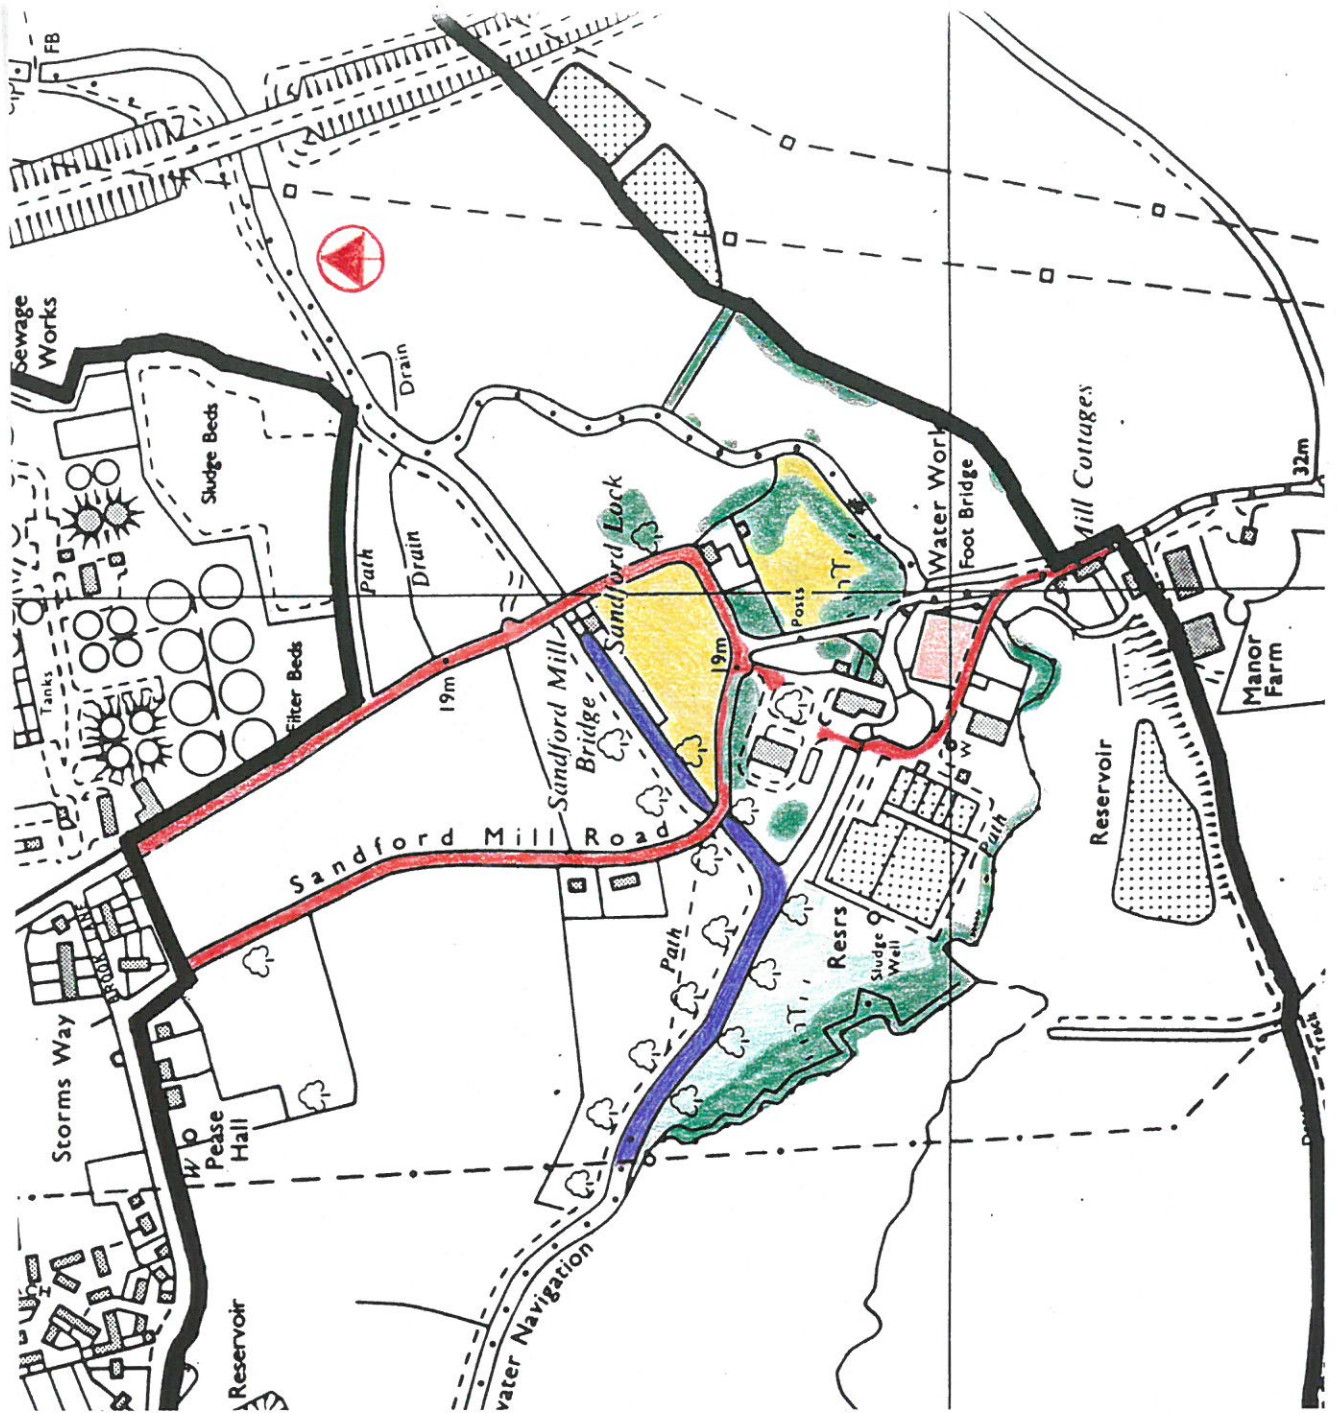 FB
Sewage
Works
Sludge Beds
Tanks
Filter Beds
Path
Drain
Drain
19m
Sandford Mill
Bridge
Sandford Lock
Sandford Mill Road
19m
Posts
Water Work
Foot Bridge
Mill Cottages
32m
Manor
Farm
Reservoir
W
Path
Resrs
Sludge
Well
Path
BROOK LANE
Storms Way
W
Pease
Hall
Reservoir
water Navigation
Track